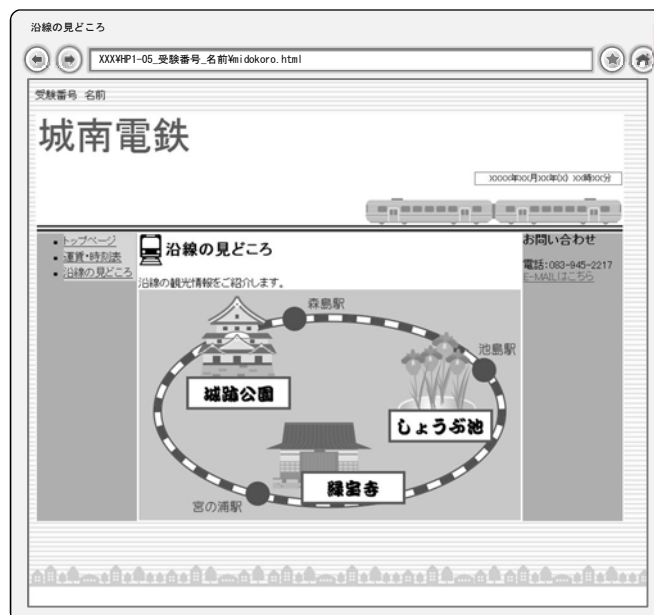 沿線の見どころ
XXX¥HP1-05_受験番号_名前¥midokoro.html
受験番号 名前
城南電鉄
xxxx年xx月xx年(x) xx時xx分
トップページ
運賃・時刻表
沿線の見どころ
沿線の見どころ
沿線の観光情報をご紹介します。
森島駅
池島駅
城跡公園
しょうぶ池
緑宝寺
宮の浦駅
お問い合わせ
電話:083-945-2217
E-MAILはこちら